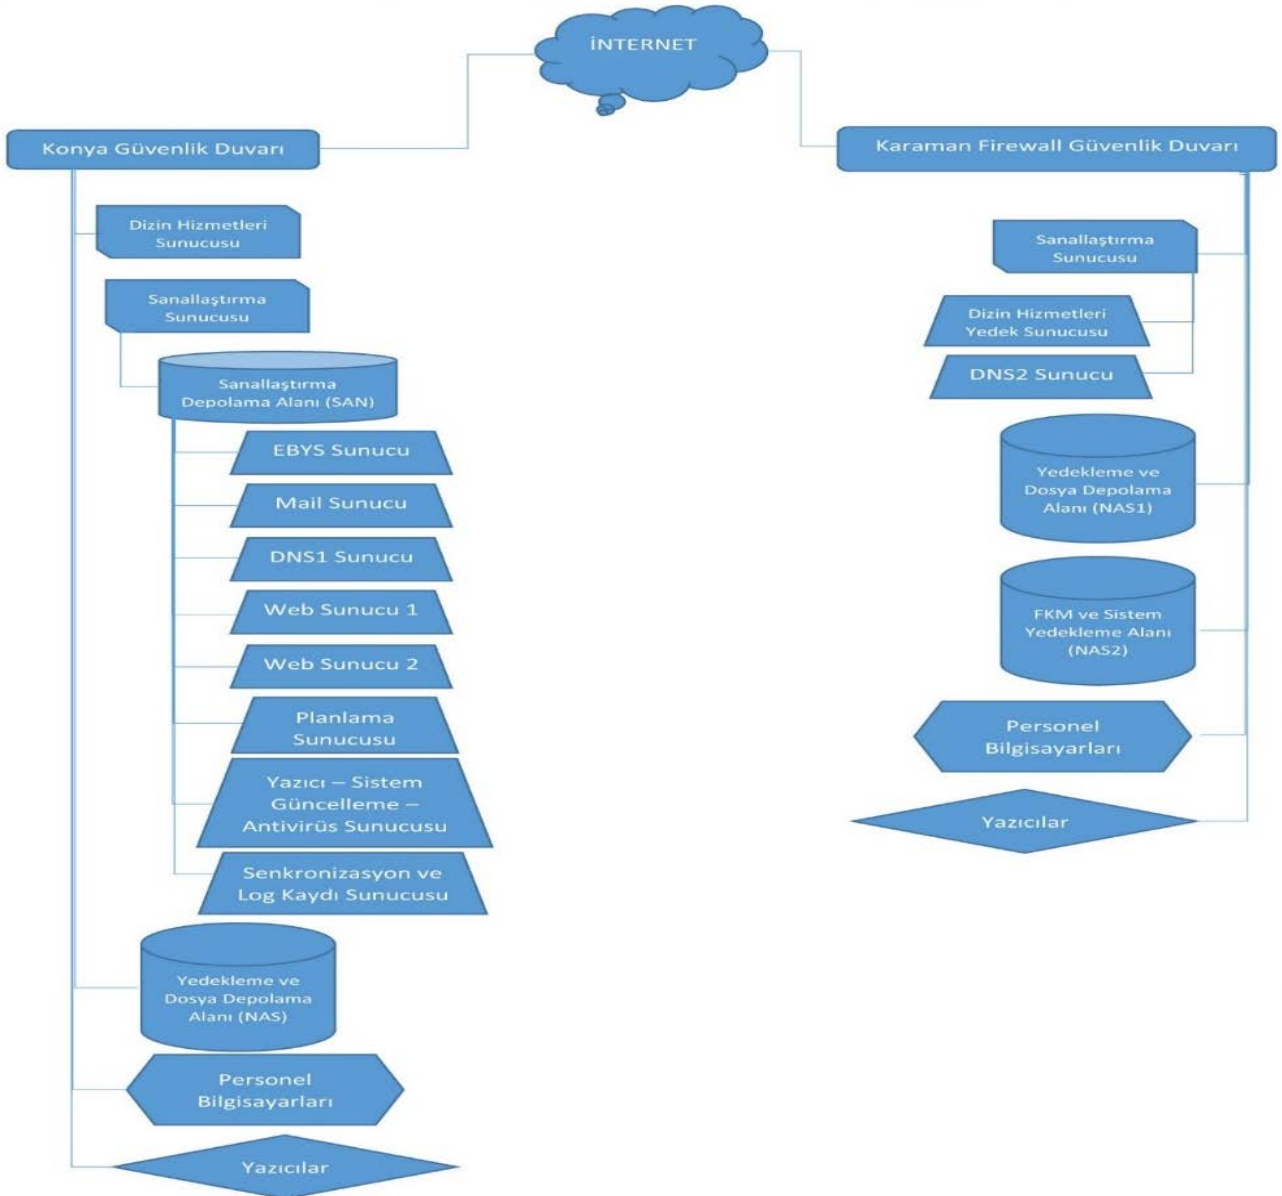 İNTERNET
Konya Güvenlik Duvarı
Dizin Hizmetleri
Sunucusu
Sanallaştırma
Sunucusu
Sanallaştırma
Depolama Alanı (SAN)
EBYS Sunucu
Mail Sunucu
DNS1 Sunucu
Web Sunucu 1
Web Sunucu 2
Planlama
Sunucusu
Yazıcı – Sistem
Güncelleme –
Antivirüs Sunucusu
Senkronizasyon ve
Log Kaydı Sunucusu
Yedekleme ve
Dosya Depolama
Alanı (NAS)
Personel
Bilgisayarları
Yazıcılar
Karaman Firewall Güvenlik Duvarı
Sanallaştırma
Sunucusu
Dizin Hizmetleri
Yedek Sunucusu
DNS2 Sunucu
Yedekleme ve
Dosya Depolama
Alanı (NAS1)
FKM ve Sistem
Yedekleme Alanı
(NAS2)
Personel
Bilgisayarları
Yazıcılar